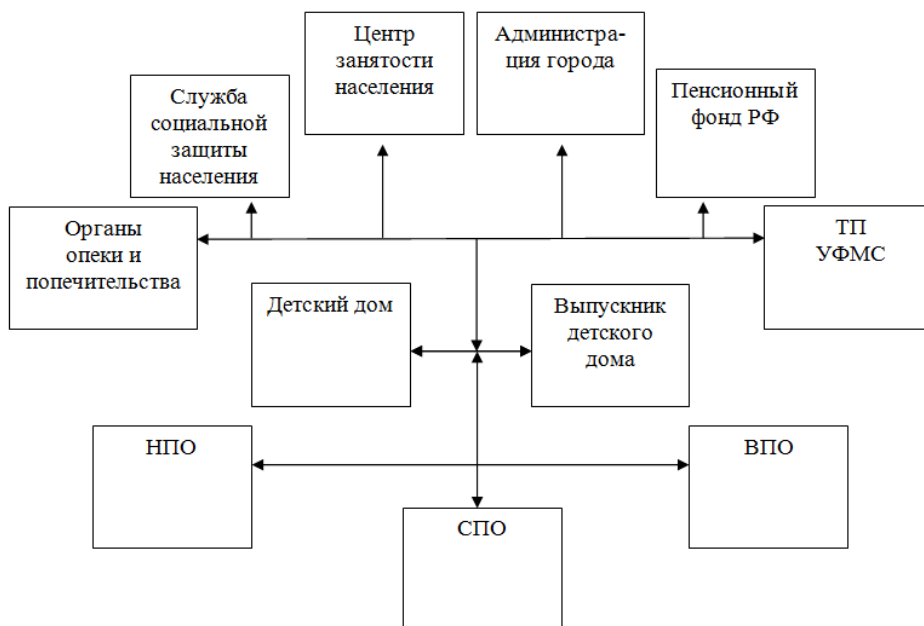 Центр
занятости
населения
Администра-
ция города
Служба
социальной
защиты
населения
Пенсионный
фонд РФ
Органы
опеки и
попечительства
ТП
УФМС
Детский дом
Выпускник
детского
дома
НПО
ВПО
СПО